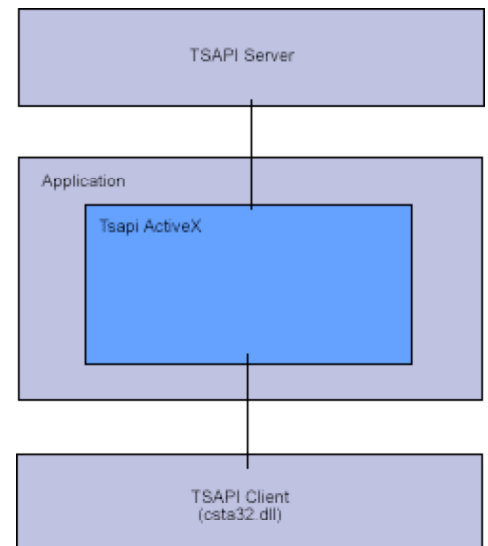 TSAPI Server
Application
Tsapi ActiveX
TSAPI Client
(csta32.dll)